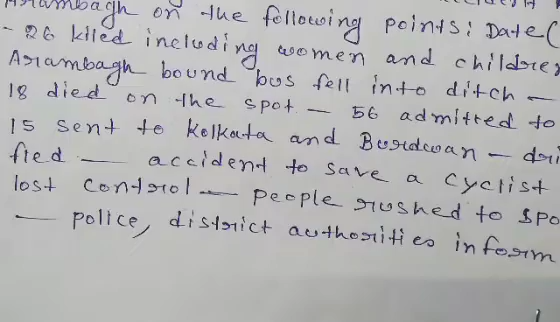 Arambagh on the following points: Date(
- 26 killed including women and children
Arambagh bound bus fell into ditch —
18 died on the spot — 56 admitted to
15 sent to Kolkata and Burdwan — dri
fled — accident to save a cyclist
lost control — people rushed to spo
— police, district authorities inform